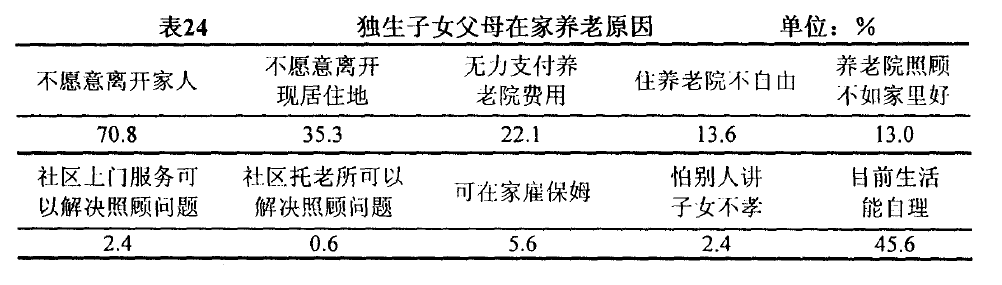 表24 独生子女父母在家养老原因 单位：%
不愿意离开家人 不愿意离开现居住地 无力支付养老院费用 住养老院不自由 养老院照顾不如家里好
70.8 35.3 22.1 13.6 13.0
社区上门服务可以解决照顾问题 社区托老所可以解决照顾问题 可在家雇保姆 怕别人讲子女不孝 目前生活能自理
2.4 0.6 5.6 2.4 45.6